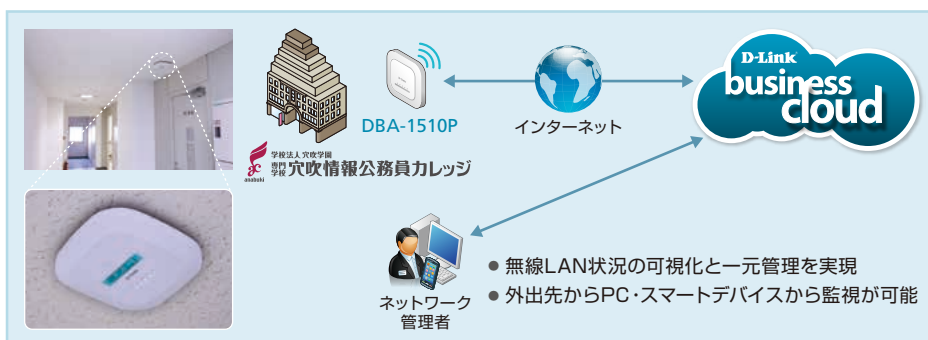 DBA-1510P
インターネット
D-Link
business
cloud
anabuki
学校法人穴吹学園
専門学校 穴吹情報公務員カレッジ
ネットワーク
管理者
● 無線LAN状況の可視化と一元管理を実現
● 外出先からPC・スマートデバイスから監視が可能